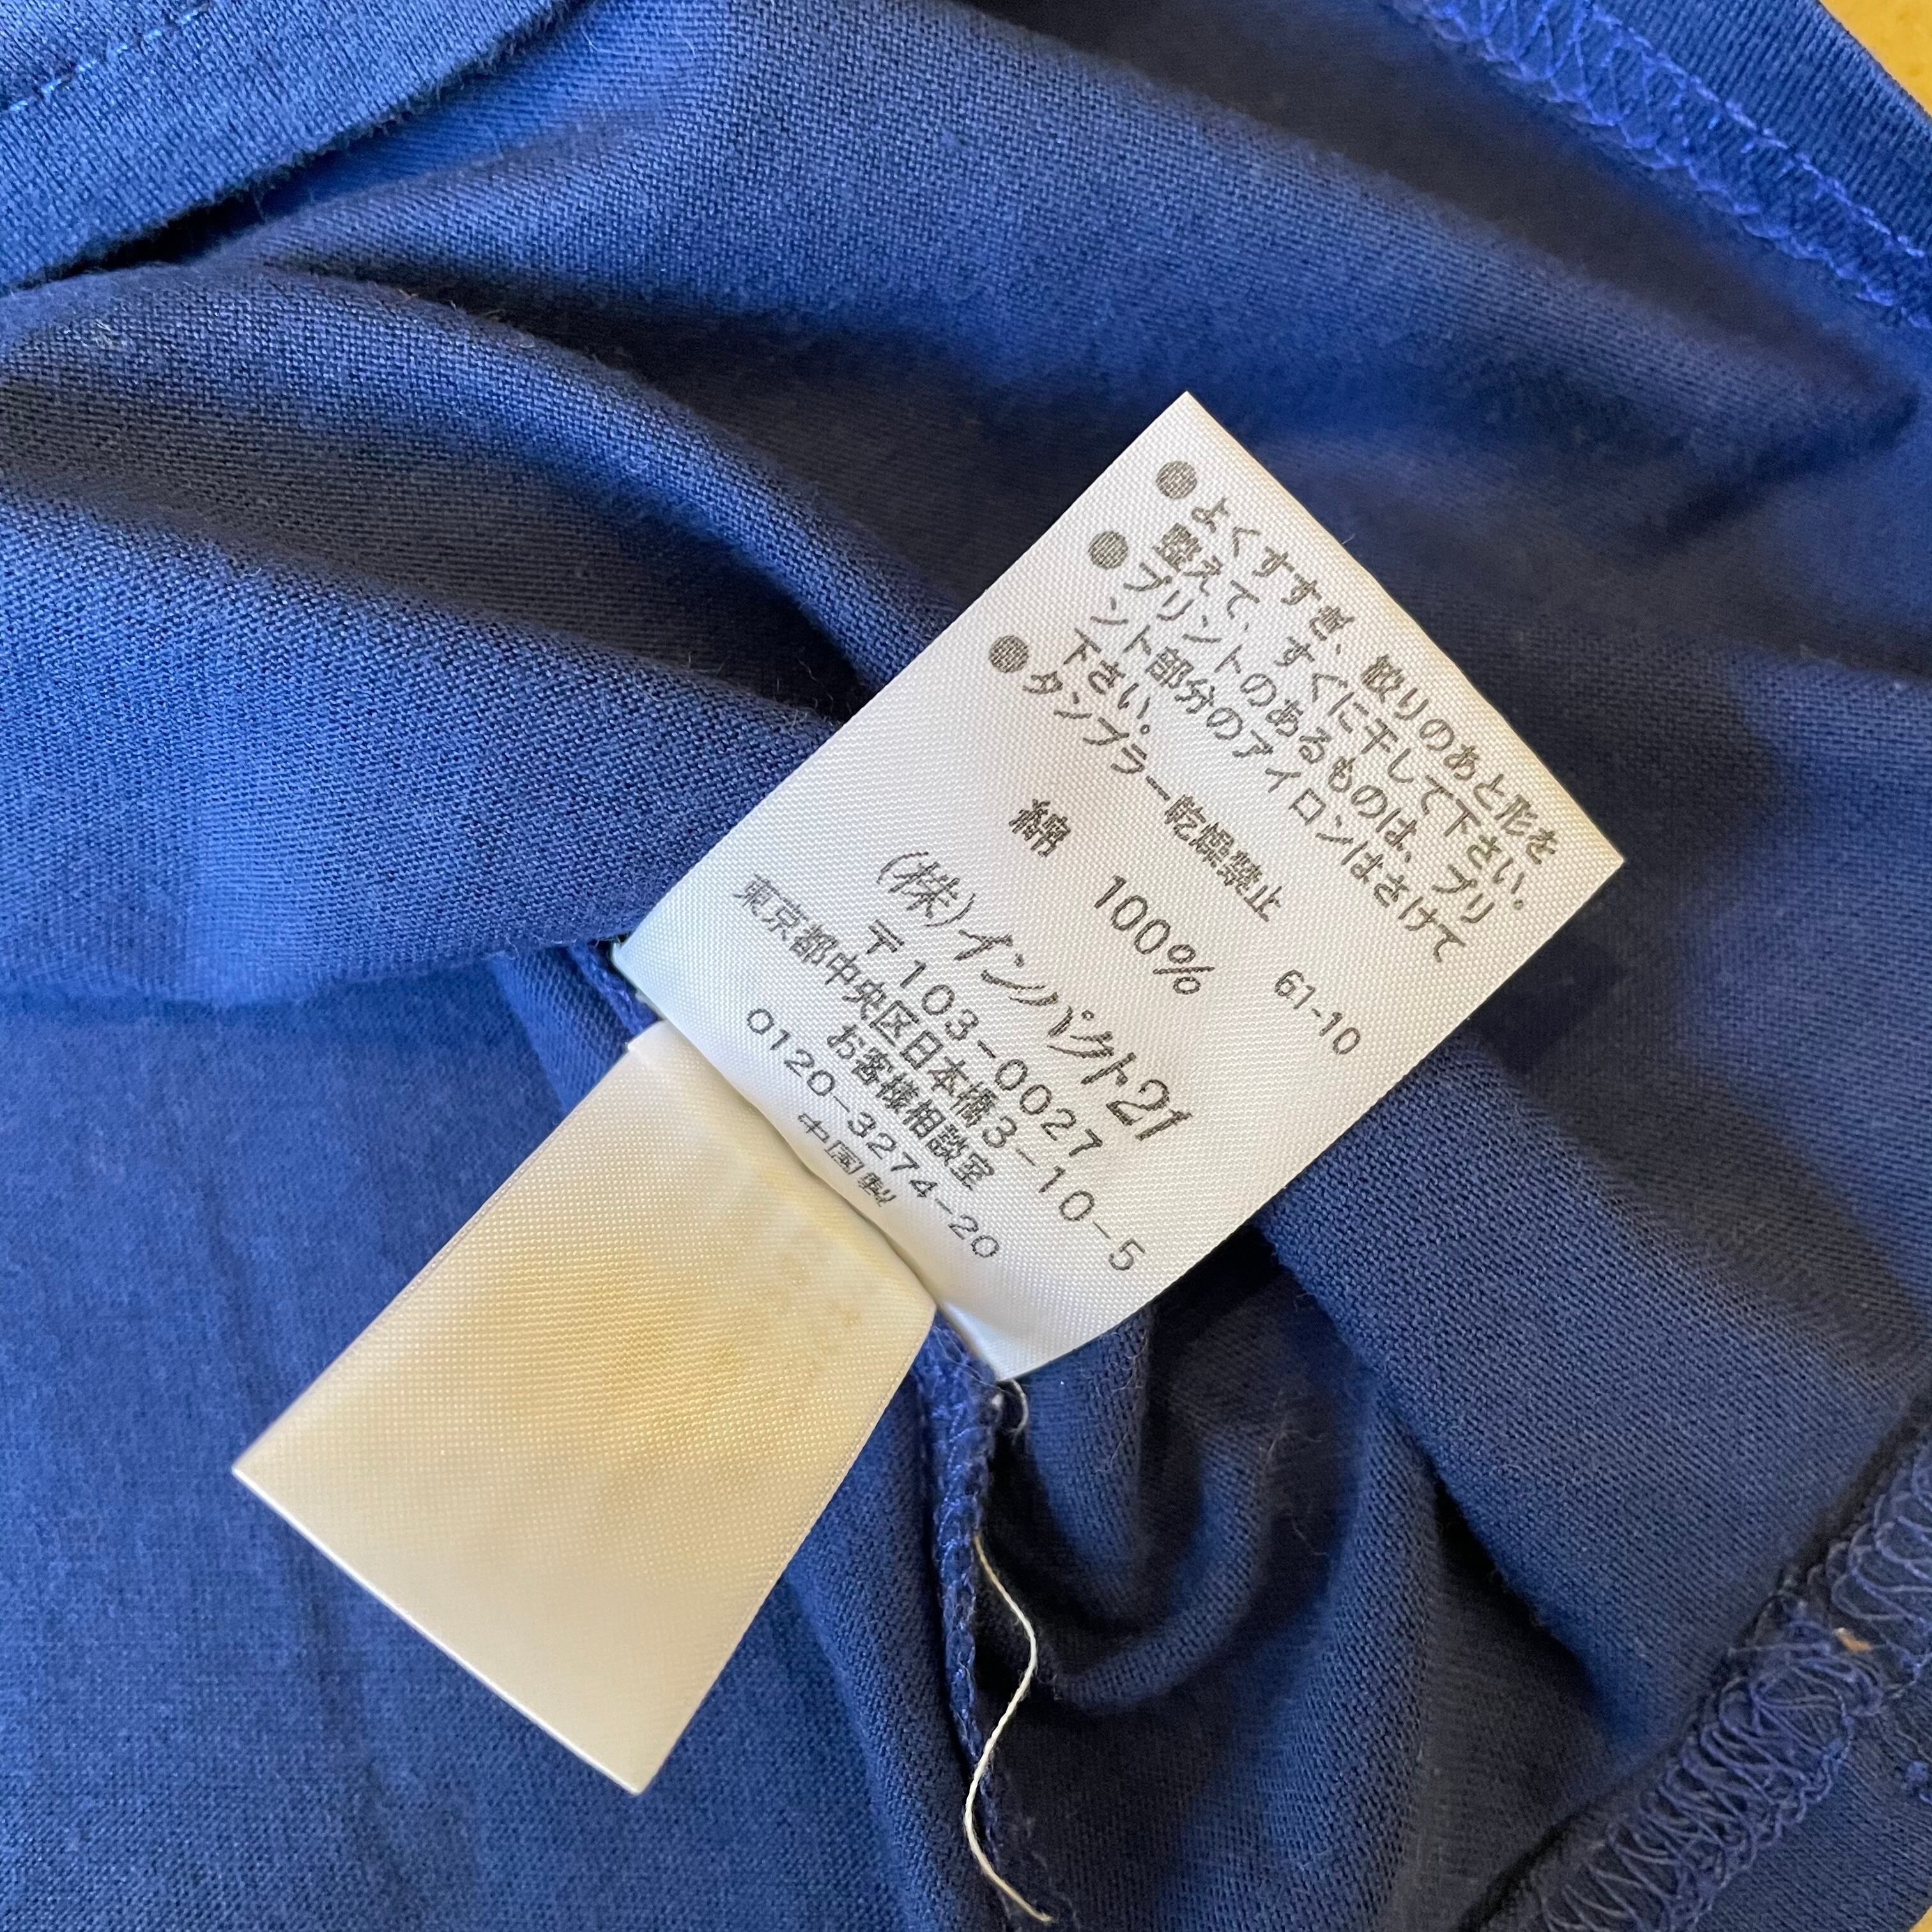 ●よくすすぎ、絞りのあと形を
整えて、すぐに干して下さい。
●プリントのあるものは、プリ
ント部分のアイロンはさけて
下さい。
●タンブラー乾燥禁止
61-10
綿 100%
(株)インパクト21
〒103-0027
東京都中央区日本橋3-10-5
お客様相談室
0120-3274-20
中国製